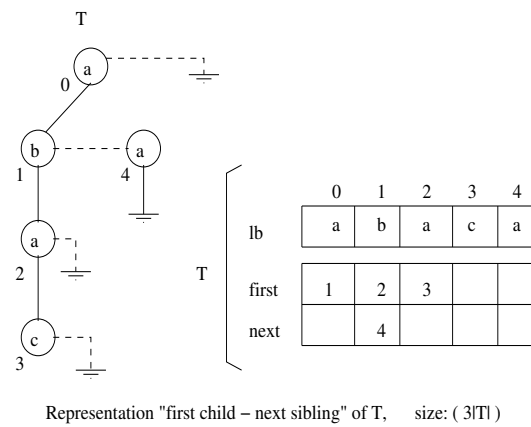 T
a
0
b
a
1
4
a
2
c
3
T
0 1 2 3 4
lb a b a c a
first 1 2 3
next 4
Representation "first child − next sibling" of T, size: ( 3|T| )